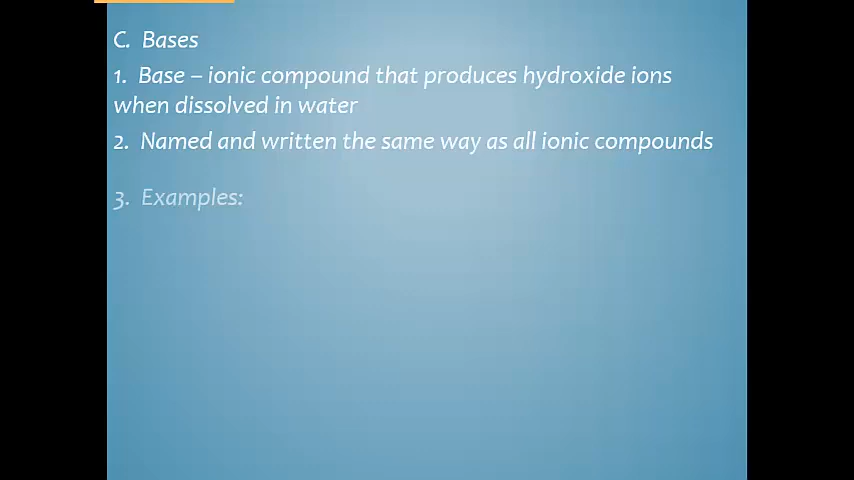 C. Bases
1. Base – ionic compound that produces hydroxide ions
when dissolved in water
2. Named and written the same way as all ionic compounds
3. Examples: